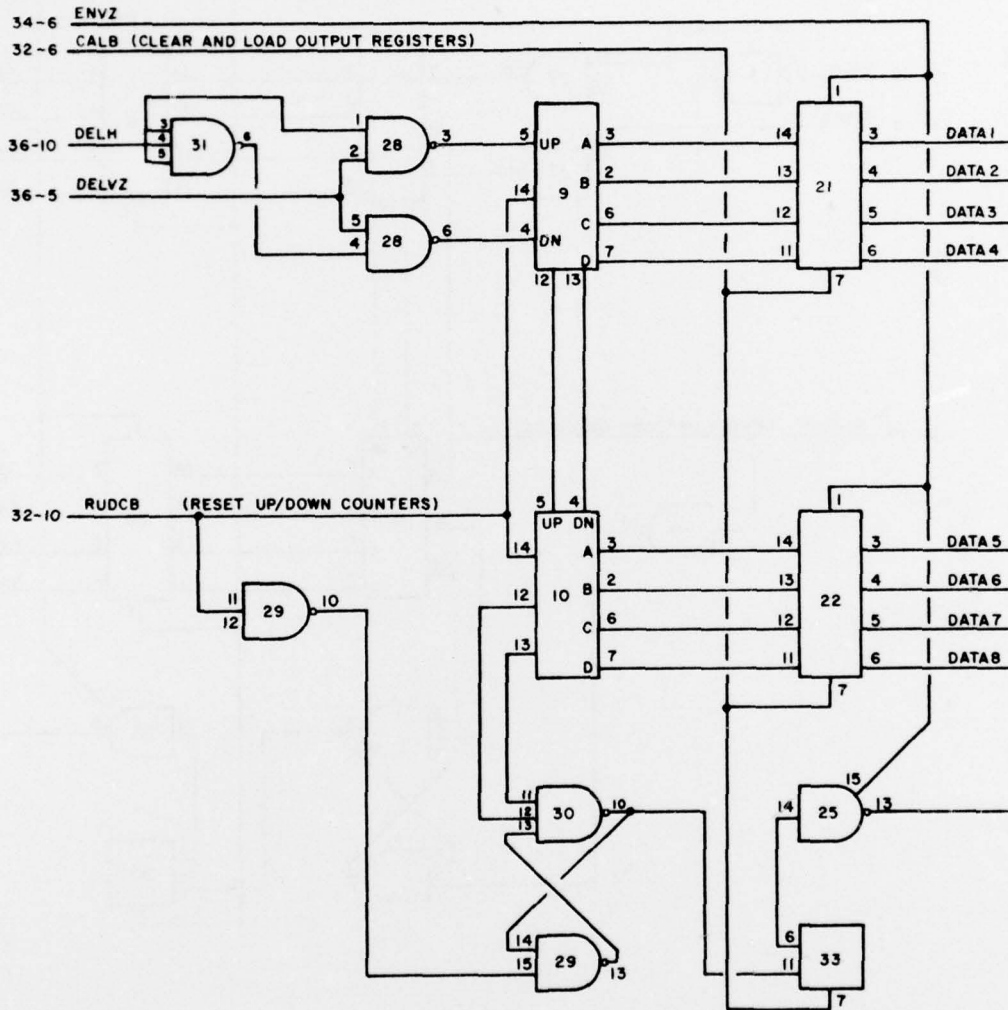 34-6 ENVZ
32-6 CALB (CLEAR AND LOAD OUTPUT REGISTERS)
1
3
4
5
31
6
36-10 DELH
1
2
28
3
5 UP A 3
14 3 DATA 1
36-5 DELVZ
14
9
B 2
13 21 4 DATA 2
5
4
28
6
C 6
12 5 DATA 3
4 DN
D 7
11 6 DATA 4
12 13
7
32-10 RUDCB (RESET UP/DOWN COUNTERS)
5 4
UP DN
1
14
A 3
14 3 DATA 5
11
12
29
10
12
10
B 2
13 22 4 DATA 6
C 6
12 5 DATA 7
13
D 7
11 6 DATA 8
7
11
12
13
30
10
15
14
25
13
14
15
29
13
6
11
33
7